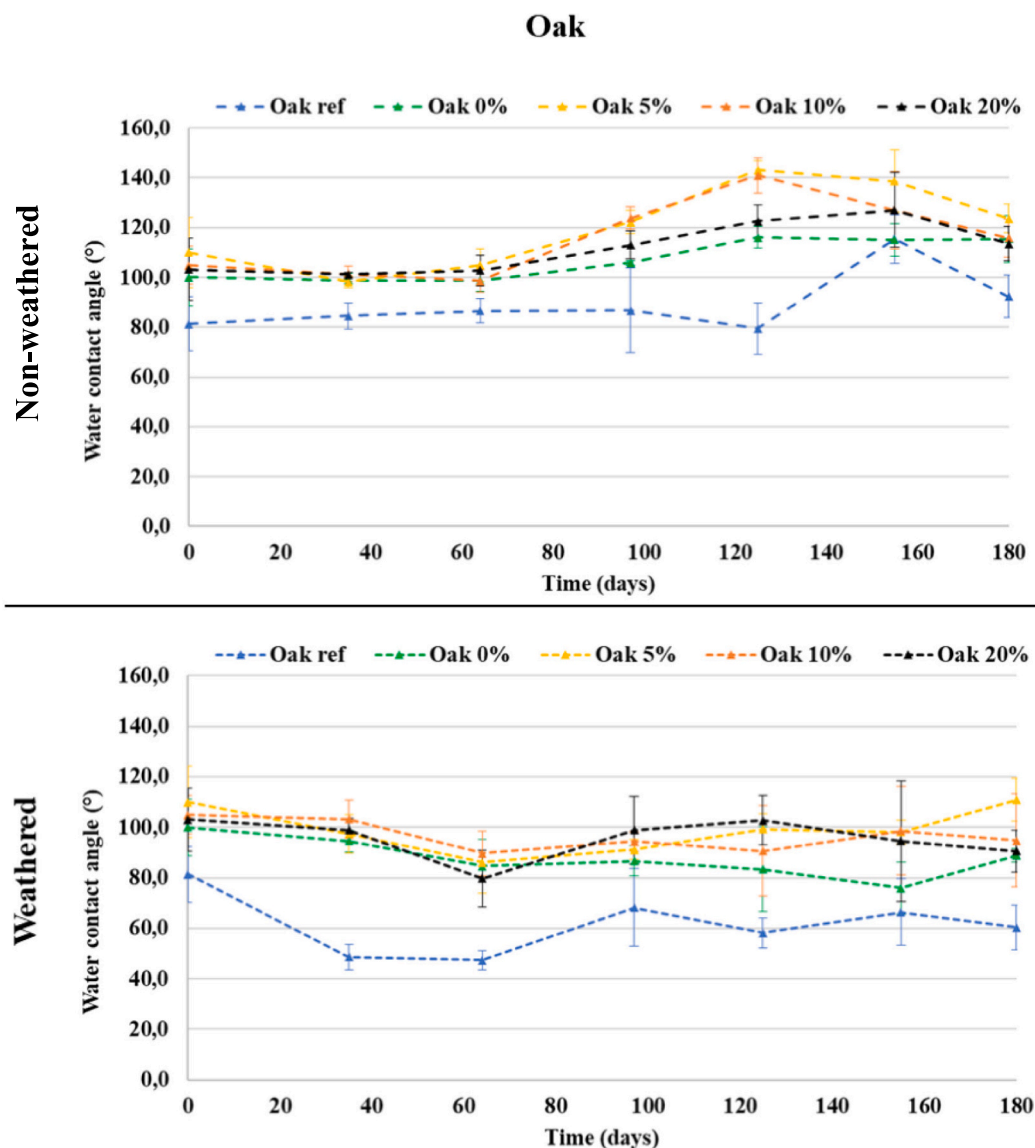 Oak
Non-weathered
Oak ref Oak 0% Oak 5% Oak 10% Oak 20%
Water contact angle (°)
160,0
140,0
120,0
100,0
80,0
60,0
40,0
20,0
0,0
0 20 40 60 80 100 120 140 160 180
Time (days)
Weathered
Oak ref Oak 0% Oak 5% Oak 10% Oak 20%
Water contact angle (°)
160,0
140,0
120,0
100,0
80,0
60,0
40,0
20,0
0,0
0 20 40 60 80 100 120 140 160 180
Time (days)